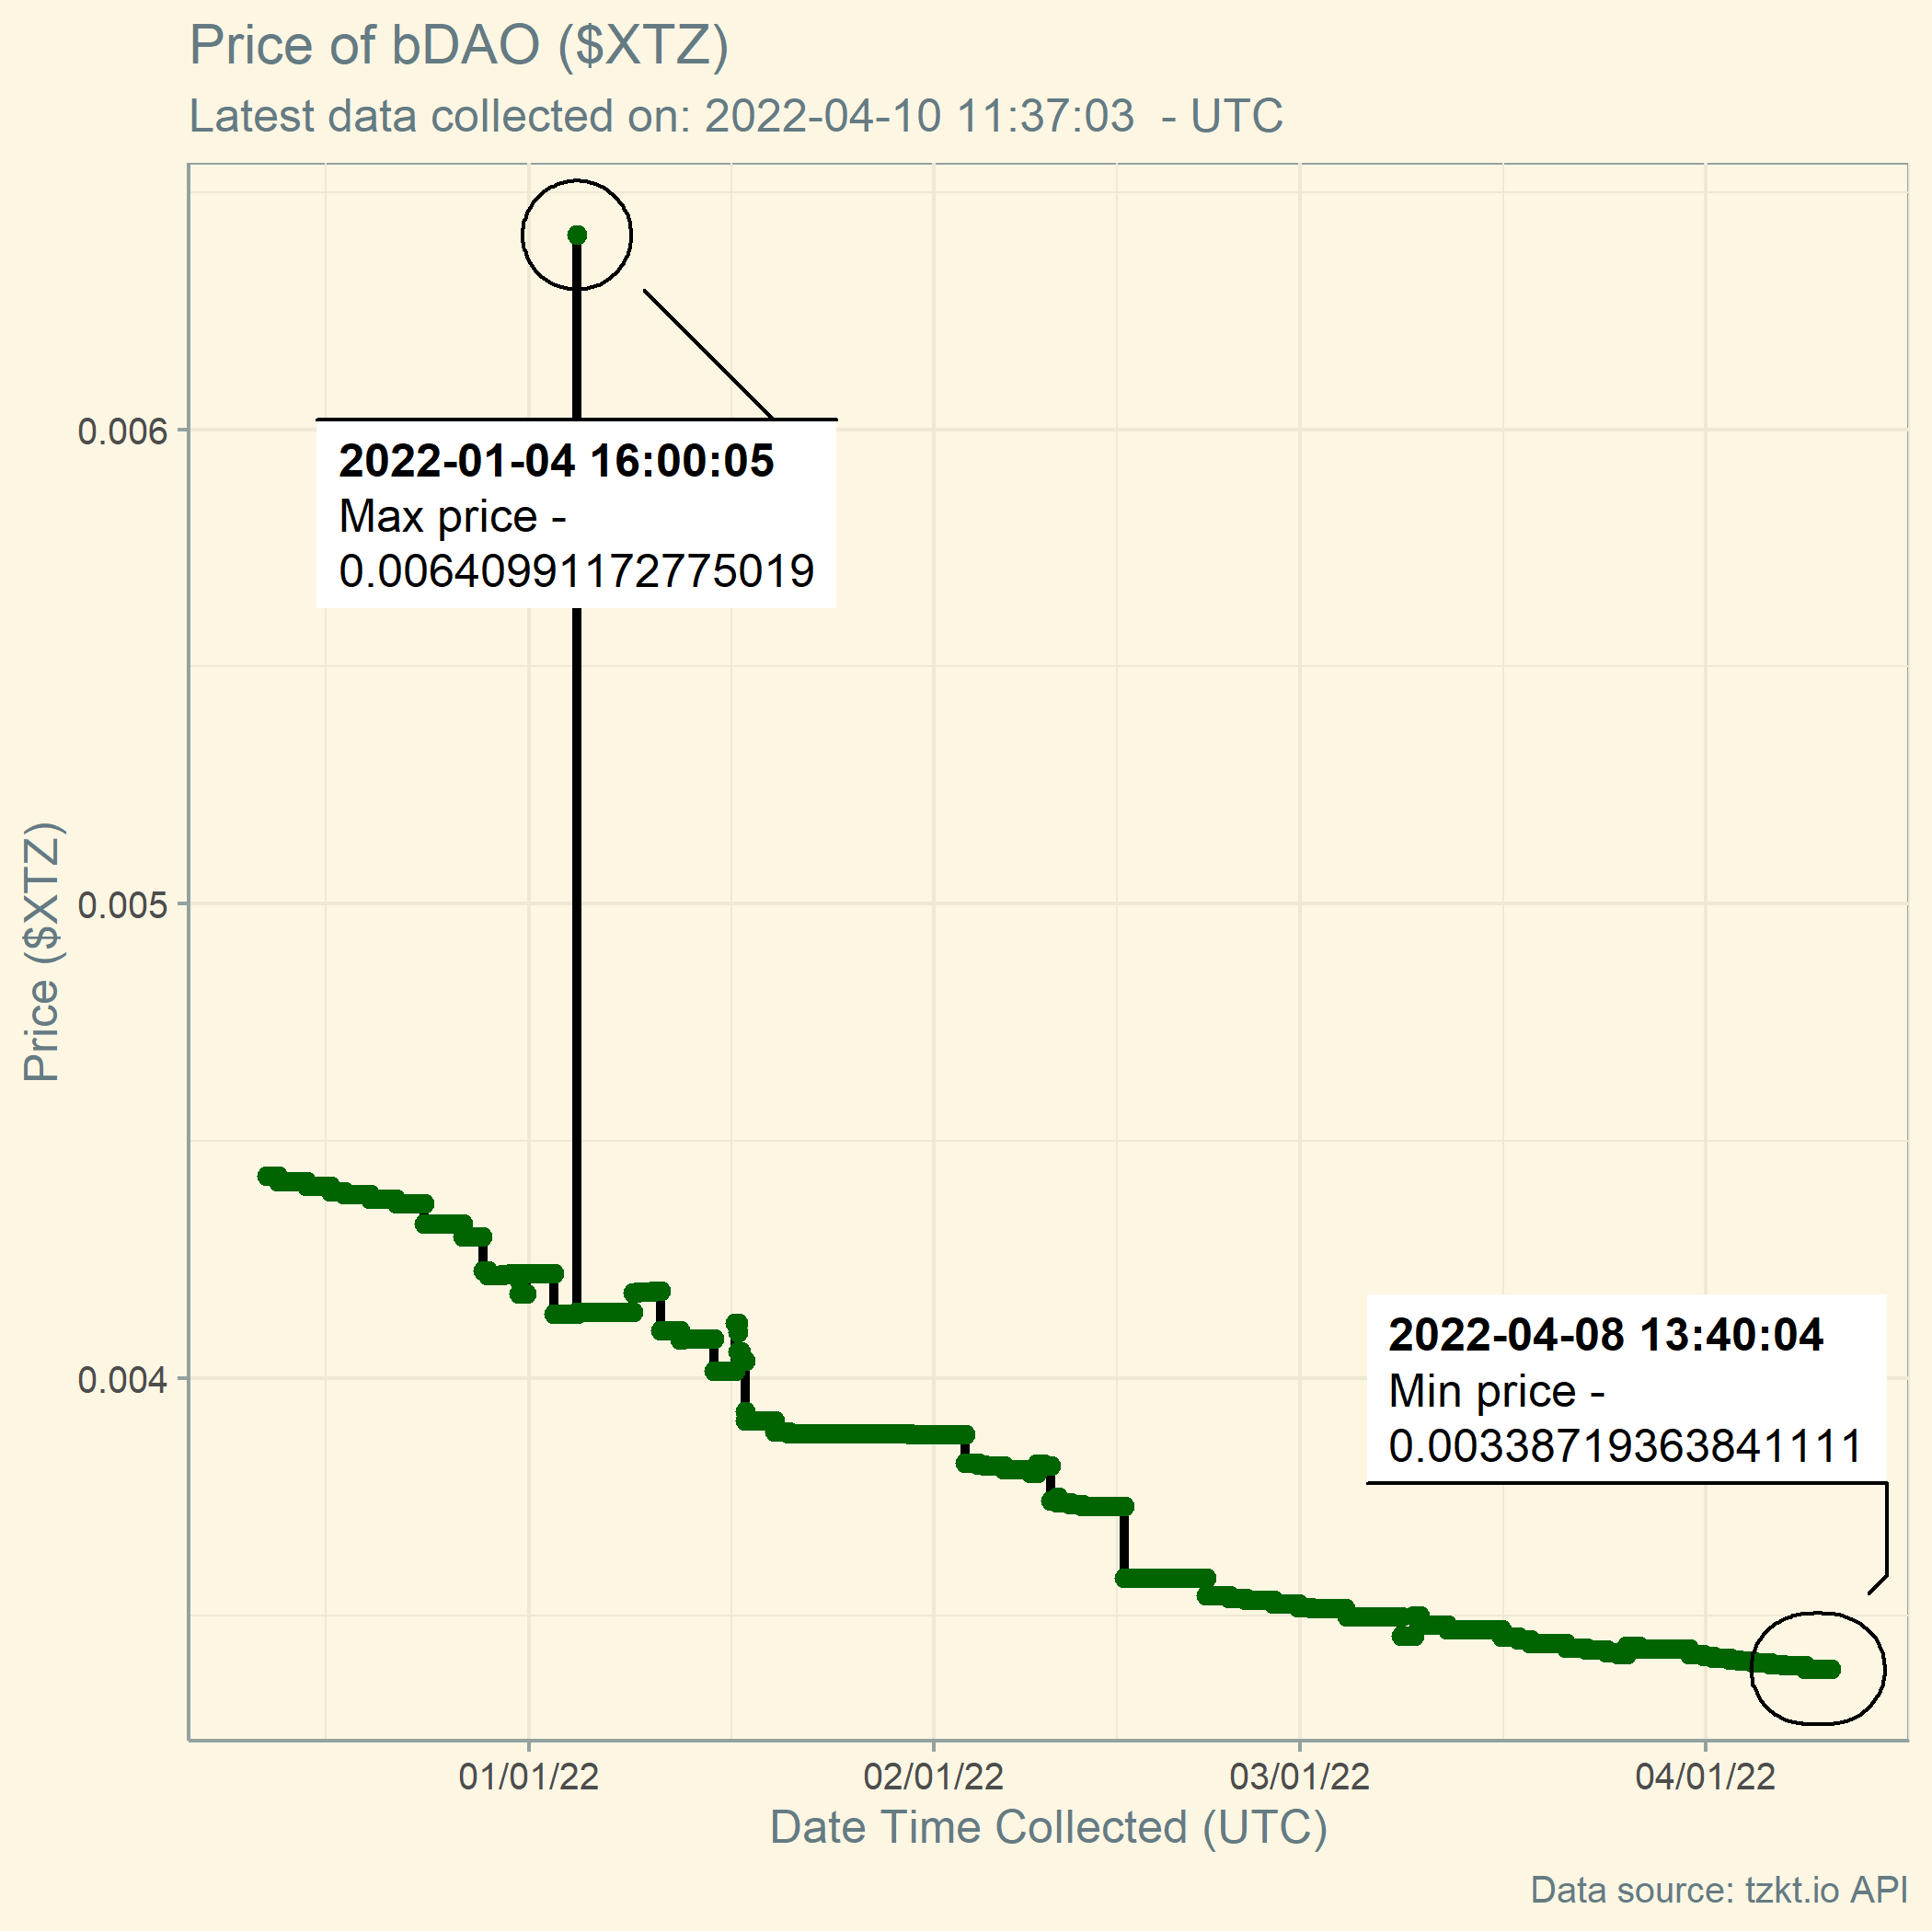 Price of bDAO ($XTZ)
Latest data collected on: 2022-04-10 11:37:03  - UTC
2022-01-04 16:00:05
Max price -
0.00640991172775019
2022-04-08 13:40:04
Min price -
0.00338719363841111
Price ($XTZ)
0.006
0.005
0.004
01/01/22
02/01/22
03/01/22
04/01/22
Date Time Collected (UTC)
Data source: tzkt.io API